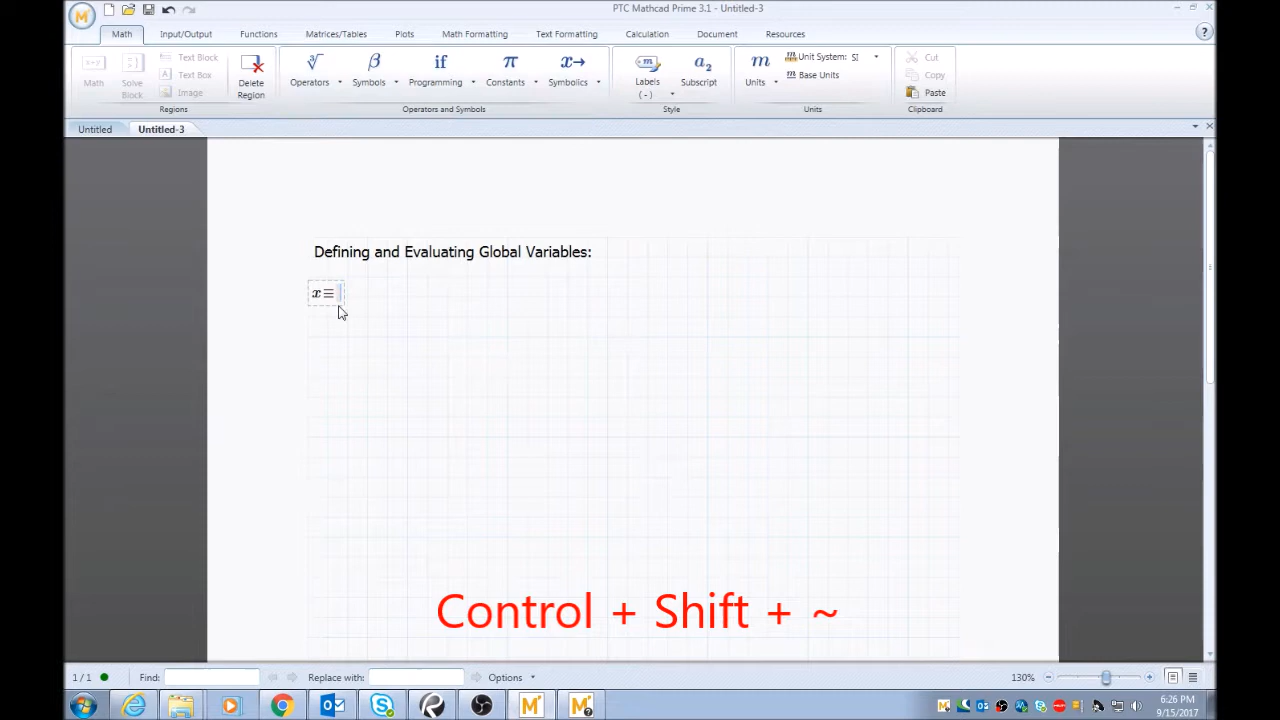 PTC Mathcad Prime 3.1 - Untitled-3
Math Input/Output Functions Matrices/Tables Plots Math Formatting Text Formatting Calculation Document Resources
Math
Solve Block
Text Block
Text Box
Image
Delete Region
Operators
Symbols
if
Programming
π
Constants
x→
Symbolics
m
Labels
(-)
a₂
Subscript
m
Units
Unit System: SI
Base Units
Cut
Copy
Paste
Regions Operators and Symbols Style Units Clipboard
Untitled Untitled-3
Defining and Evaluating Global Variables:
x≡
Control + Shift + ~
1 / 1 Find: Replace with: Options 130%
6:26 PM
9/15/2017